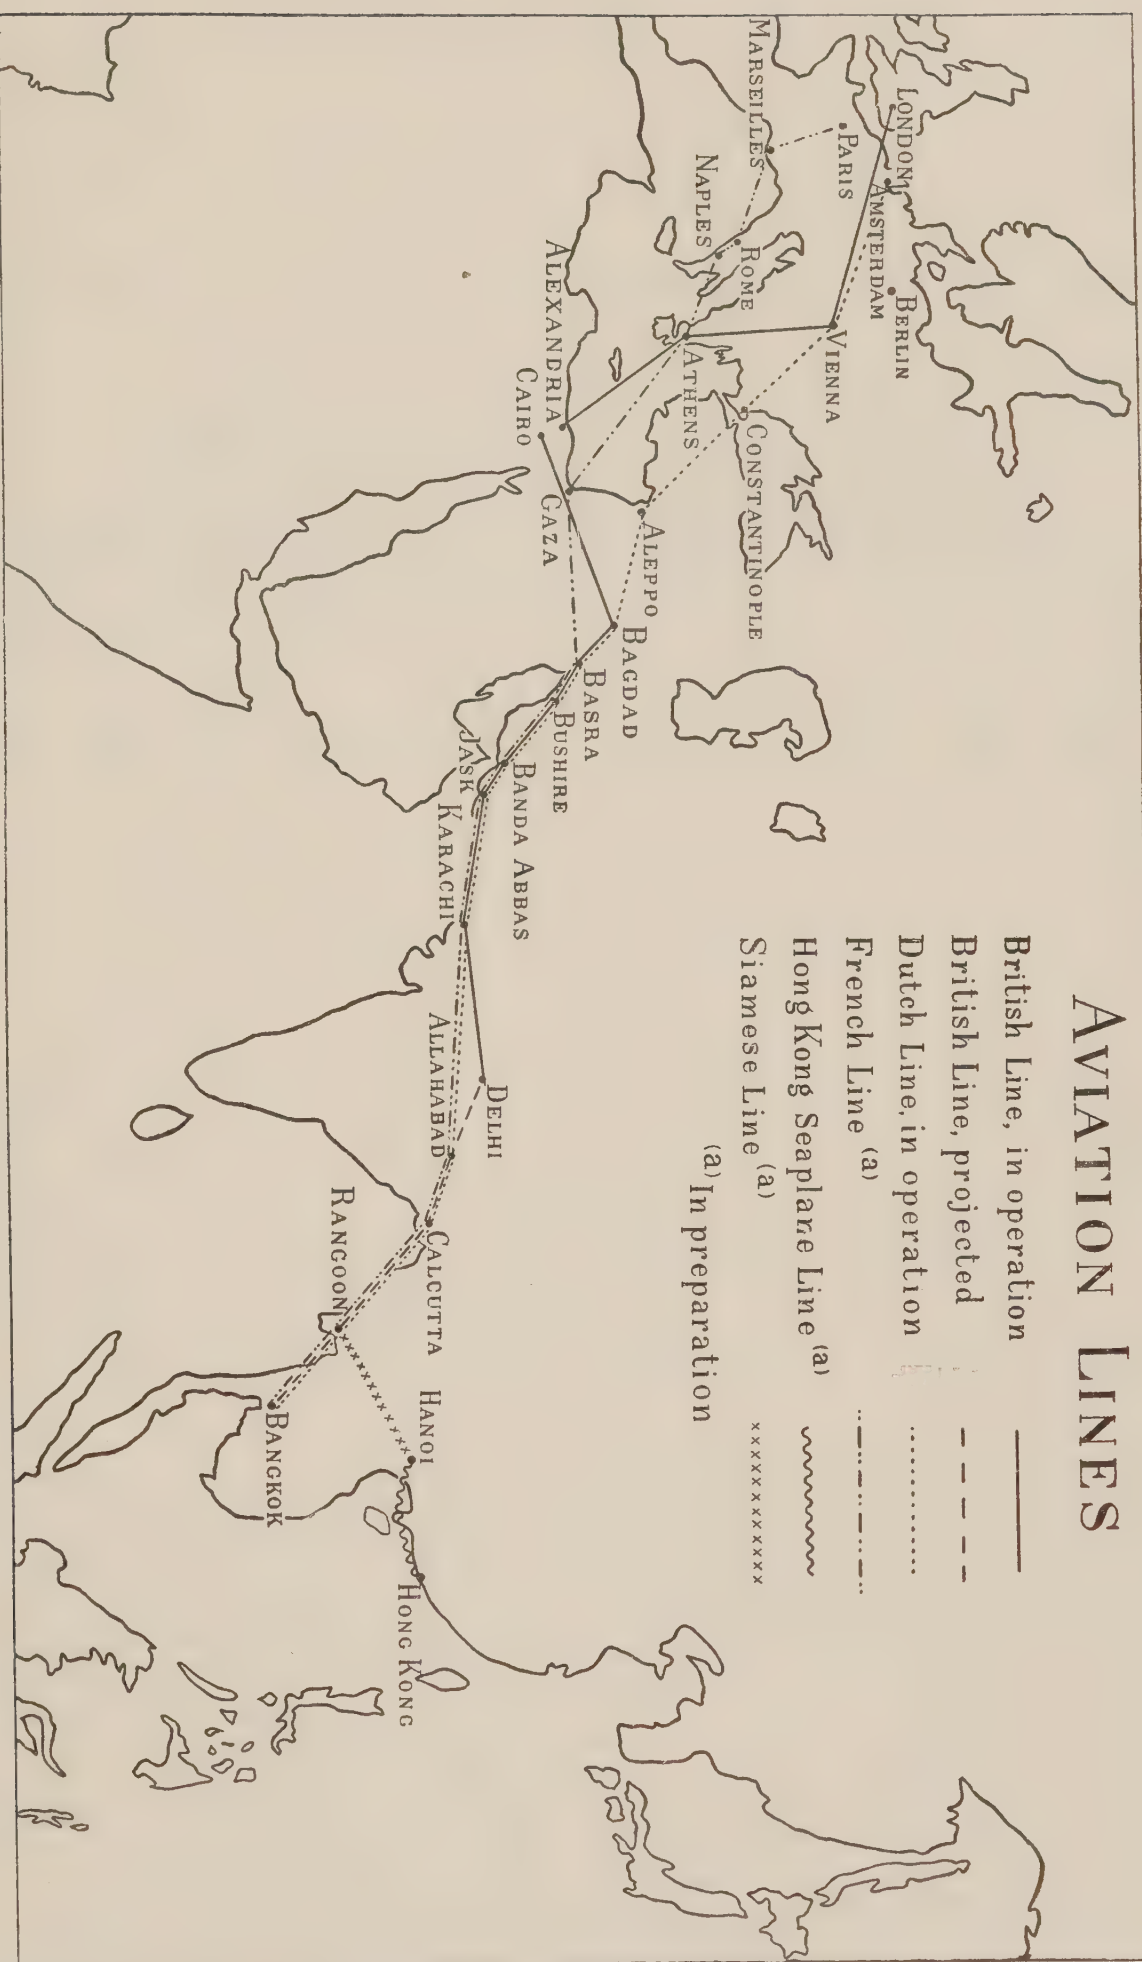 AVIATION LINES
British Line, in operation
British Line, projected
Dutch Line, in operation
French Line (a)
Hong Kong Seaplane Line (a)
Siamese Line (a)
xxxxxxxxxxxx
(a) In preparation
LONDON
AMSTERDAM
BERLIN
PARIS
VIENNA
MARSEILLES
ROME
NAPLES
CONSTANTINOPLE
ATHENS
ALEPPO
ALEXANDRIA
CAIRO
GAZA
BAGDAD
BASRA
BUSHIRE
BANDA ABBAS
JASK
KARACHI
DELHI
ALLAHABAD
CALCUTTA
RANGOON
HANOI
BANGKOK
HONG KONG